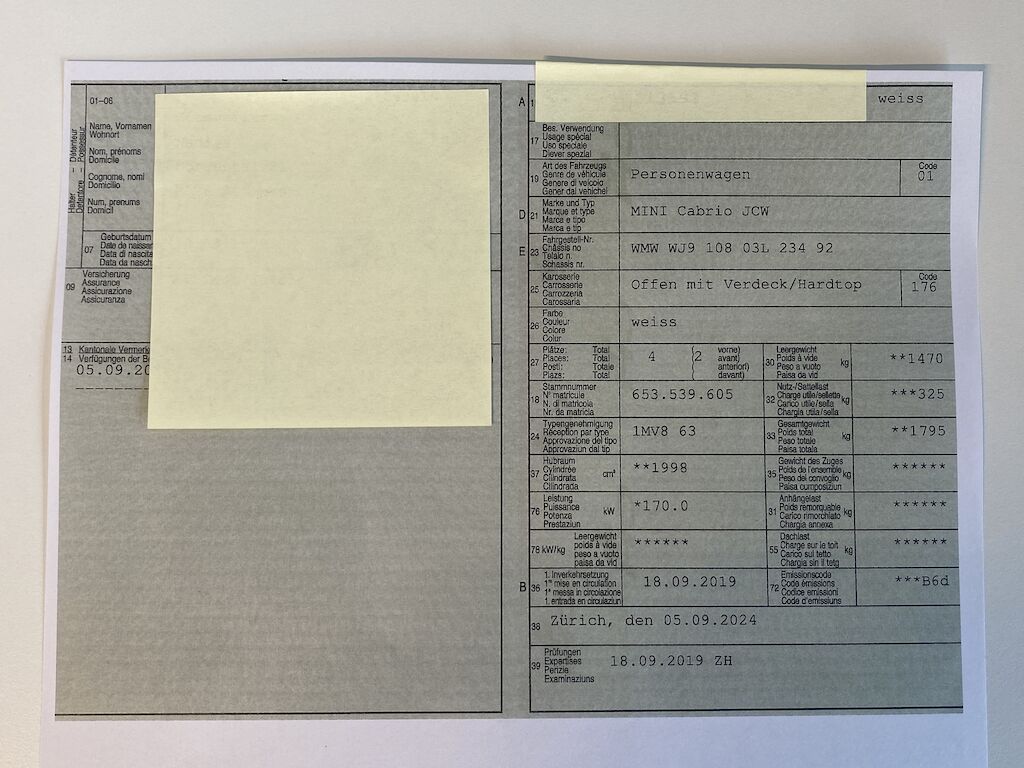 01–06
Halter – Détenteur
Detentore – Possessur
Name, Vornamen
Wohnort
Nom, prénoms
Domicile
Cognome, nomi
Domicilio
Num, prenums
Domicil
07
Geburtsdatum
Date de naissan
Data di nascita
Data da nasch
09
Versicherung
Assurance
Assicurazione
Assicuranza
13
14
Kantonale Vermerke
Verfügungen der Be
05.09.20
A
1
weiss
17
Bes. Verwendung
Usage spécial
Uso speciale
Diever spezial
19
Art des Fahrzeugs
Genre de véhicule
Genere di veicolo
Gener dal vehichel
Personenwagen
Code
01
D
21
Marke und Typ
Marque et type
Marca e tipo
Marca e tip
MINI Cabrio JCW
E
23
Fahrgestell-Nr.
Châssis no
Telaio n.
Schassis nr.
WMW WJ9 108 03L 234 92
25
Karosserie
Carrosserie
Carrozzeria
Carossaria
Offen mit Verdeck/Hardtop
Code
176
26
Farbe
Couleur
Colore
Colur
weiss
27
Plätze: Total
Places: Total
Posti: Totale
Plazs: Total
4
(2 vorne)
avant)
anteriori)
davant)
30
Leergewicht
Poids à vide
Peso a vuoto
Paisa da vid
kg
**1470
18
Stammnummer
N° matricule
N. di matricola
Nr. da matricla
653.539.605
32
Nutz-/Sattellast
Charge utile/sellette
Carico utile/sella
Chargia utila/sella
kg
***325
24
Typengenehmigung
Réception par type
Approvazione del tipo
Approvaziun dal tip
1MV8 63
33
Gesamtgewicht
Poids total
Peso totale
Paisa totala
kg
**1795
37
Hubraum
Cylindrée
Cilindrata
Cilindrada
cm³
**1998
35
Gewicht des Zuges
Poids de l'ensemble
Peso del convoglio
Paisa cumposiziun
kg
******
76
Leistung
Puissance
Potenza
Prestaziun
kW
*170.0
31
Anhängelast
Poids remorquable
Carico rimorchiato
Chargia annexa
kg
******
78 kW/kg
Leergewicht
poids à vide
peso a vuoto
paisa da vid
******
55
Dachlast
Charge sur le toit
Carico sul tetto
Chargia sin il tetg
kg
******
B
36
1. Inverkehrsetzung
1re mise en circulation
1a messa in circolazione
1. entrada en circulaziun
18.09.2019
72
Emissionscode
Code émissions
Codice emissioni
Code d'emissiuns
***B6d
38
Zürich, den 05.09.2024
39
Prüfungen
Expertises
Perizie
Examinaziuns
18.09.2019 ZH